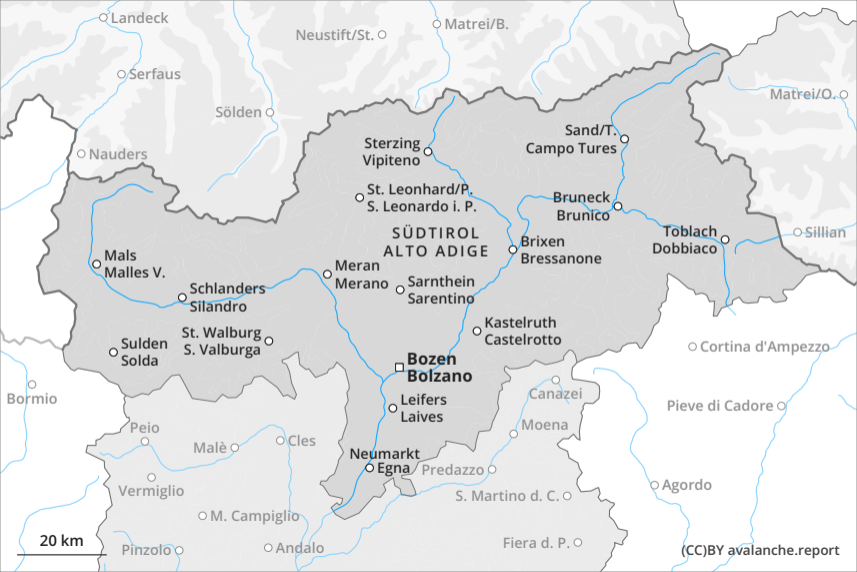 Landeck
Matrei/B.
Neustift/St.
Serfaus
Matrei/O.
Sölden
Sand/T.
Campo Tures
Sterzing
Vipiteno
Nauders
St. Leonhard/P.
S. Leonardo i. P.
Bruneck
Brunico
SÜDTIROL
ALTO ADIGE
Toblach
Dobbiaco
Sillian
Brixen
Bressanone
Mals
Malles V.
Meran
Merano
Sarnthein
Sarentino
Schlanders
Silandro
Kastelruth
Castelrotto
St. Walburg
S. Valburga
Sulden
Solda
Cortina d'Ampezzo
Bozen
Bolzano
Bormio
Canazei
Leifers
Laives
Pieve di Cadore
Peio
Moena
Cles
Malè
Neumarkt
Egna
Predazzo
Vermiglio
Agordo
S. Martino d. C.
M. Campiglio
Fiera d. P.
20 km
Pinzolo
Andalo
(CC)BY avalanche.report